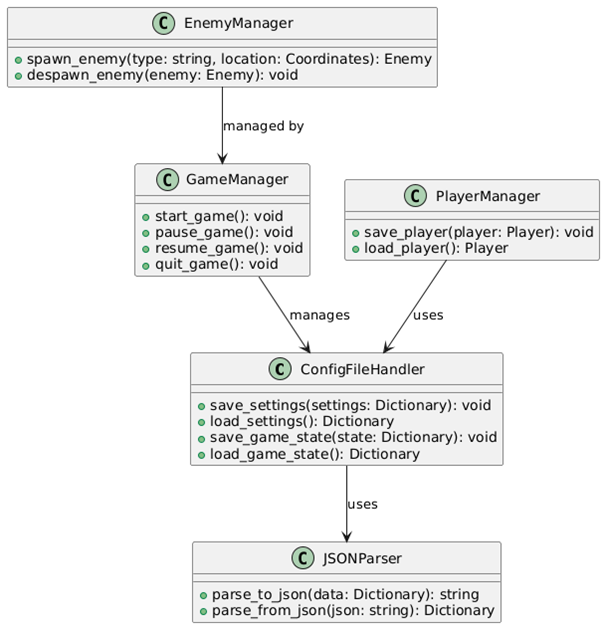 C EnemyManager
spawn_enemy(type: string, location: Coordinates): Enemy
despawn_enemy(enemy: Enemy): void
managed by
C GameManager
start_game(): void
pause_game(): void
resume_game(): void
quit_game(): void
C PlayerManager
save_player(player: Player): void
load_player(): Player
manages
uses
C ConfigFileHandler
save_settings(settings: Dictionary): void
load_settings(): Dictionary
save_game_state(state: Dictionary): void
load_game_state(): Dictionary
uses
C JSONParser
parse_to_json(data: Dictionary): string
parse_from_json(json: string): Dictionary